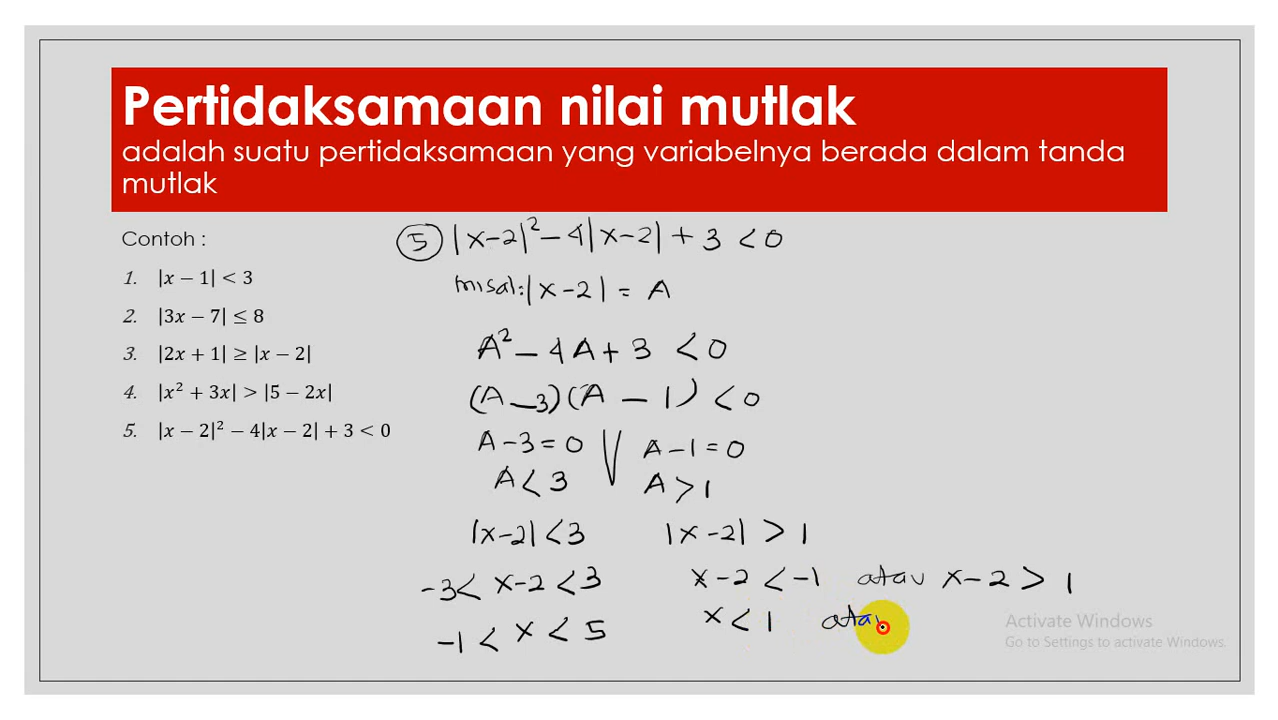 Pertidaksamaan nilai mutlak
adalah suatu pertidaksamaan yang variabelnya berada dalam tanda
mutlak
Contoh :
1. |x − 1| < 3
2. |3x − 7| ≤ 8
3. |2x + 1| ≥ |x − 2|
4. |x² + 3x| > |5 − 2x|
5. |x − 2|² − 4|x − 2| + 3 < 0
⑤ |x−2|² − 4|x−2| + 3 < 0
misal: |x−2| = A
A² − 4A + 3 < 0
(A − 3)(A − 1) < 0
A−3 = 0 V A−1 = 0
A < 3 A > 1
|x−2| < 3 |x−2| > 1
−3 < x−2 < 3 x−2 < −1 atau x−2 > 1
−1 < x < 5 x < 1 atau
Activate Windows
Go to Settings to activate Windows.